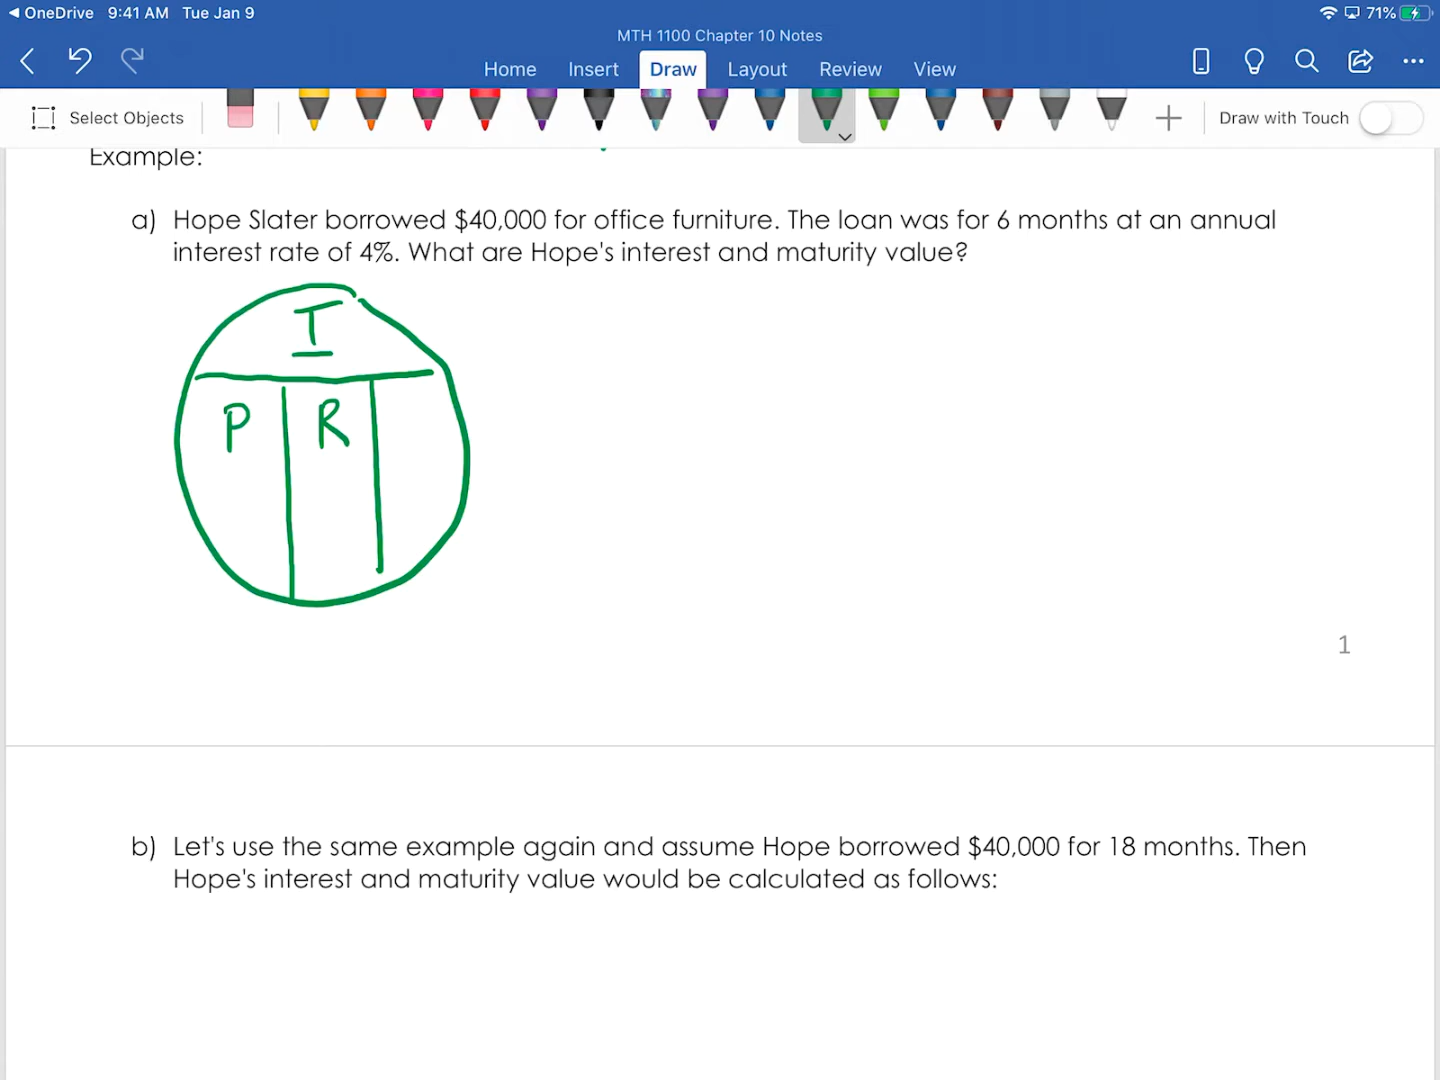 OneDrive 9:41 AM Tue Jan 9 71%
MTH 1100 Chapter 10 Notes
Home Insert Draw Layout Review View
Select Objects Draw with Touch
Example:
a) Hope Slater borrowed $40,000 for office furniture. The loan was for 6 months at an annual
interest rate of 4%. What are Hope's interest and maturity value?
I
P R
1
b) Let's use the same example again and assume Hope borrowed $40,000 for 18 months. Then
Hope's interest and maturity value would be calculated as follows: